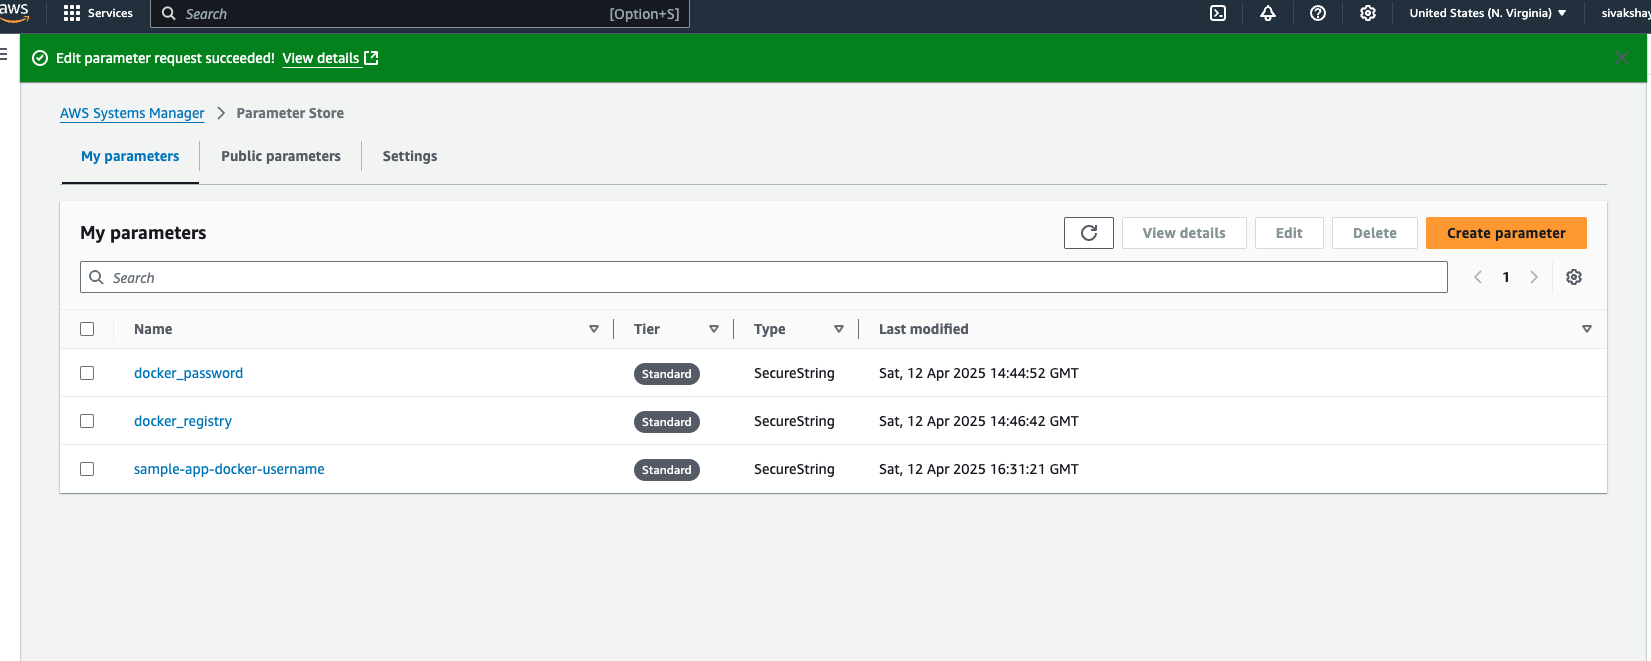 aws Services Search [Option+S] United States (N. Virginia)
Edit parameter request succeeded! View details
AWS Systems Manager Parameter Store
My parameters Public parameters Settings
My parameters View details Edit Delete Create parameter
Search 1
Name Tier Type Last modified
docker_password Standard SecureString Sat, 12 Apr 2025 14:44:52 GMT
docker_registry Standard SecureString Sat, 12 Apr 2025 14:46:42 GMT
sample-app-docker-username Standard SecureString Sat, 12 Apr 2025 16:31:21 GMT